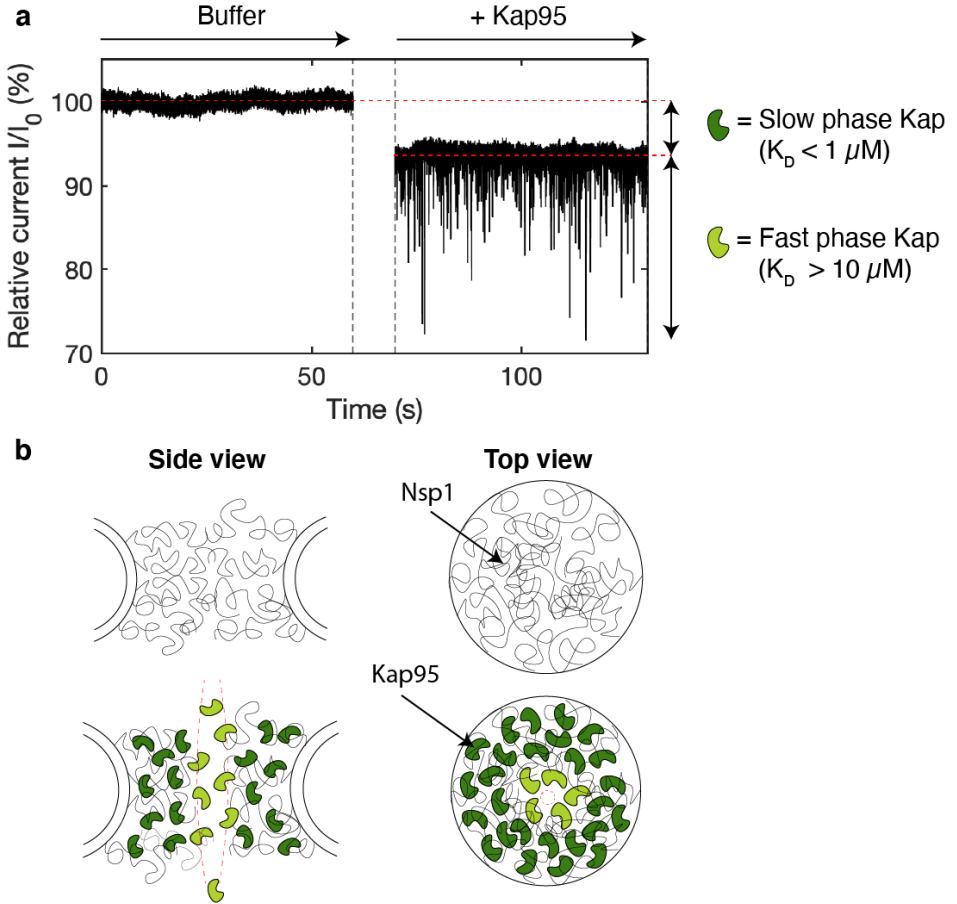 a
Buffer
+ Kap95
Relative current I/I0 (%)
100
90
80
70
0
50
100
Time (s)
= Slow phase Kap
(KD < 1 µM)
= Fast phase Kap
(KD > 10 µM)
b
Side view
Top view
Nsp1
Kap95